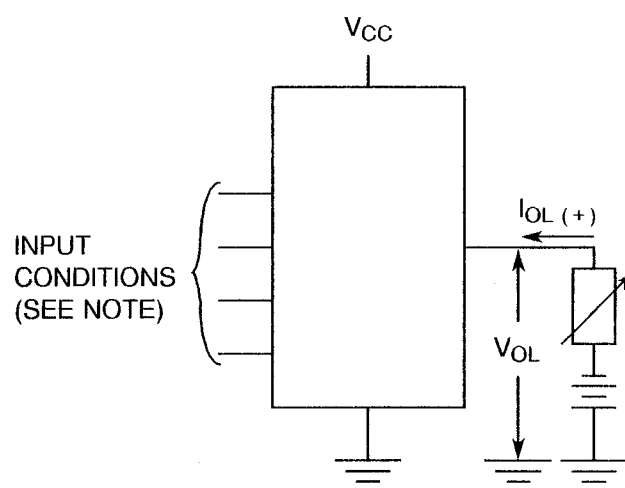 VCC
IOL (+)
INPUT
CONDITIONS
(SEE NOTE)
VOL